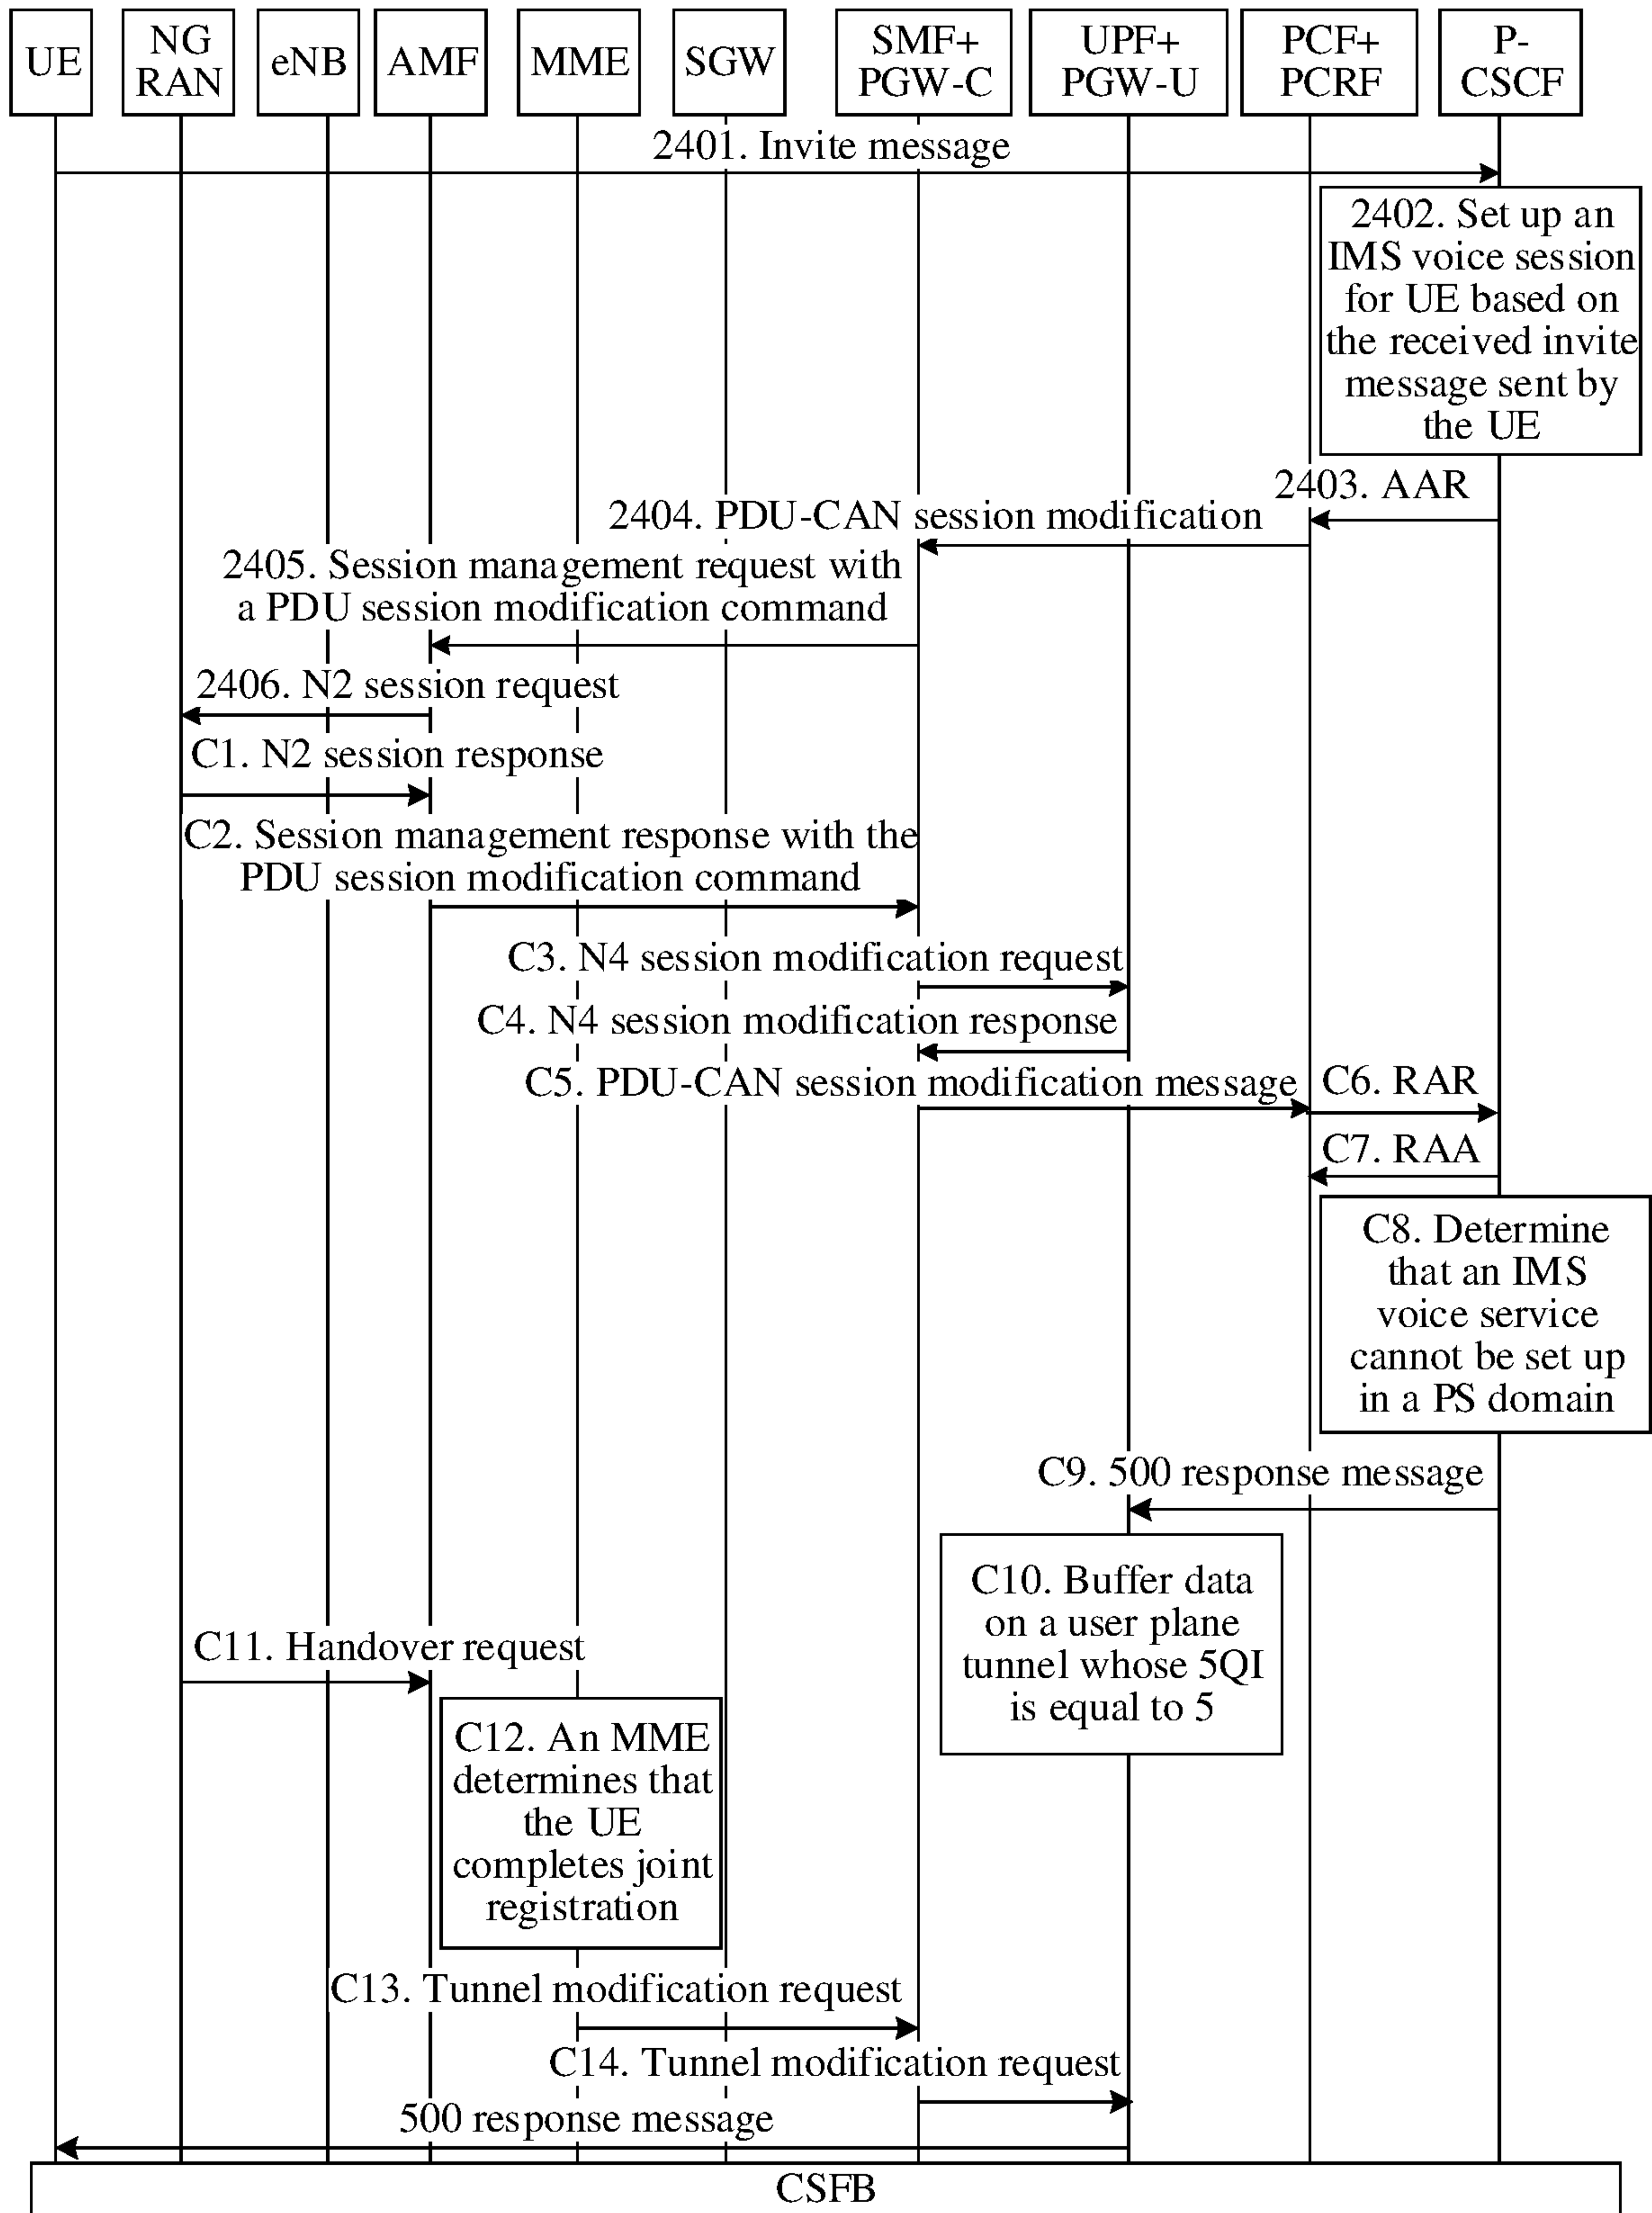 UE
NG
RAN
eNB
AMF
MME
SGW
SMF+
PGW-C
UPF+
PGW-U
PCF+
PCRF
P-
CSCF
2401. Invite message
2402. Set up an
IMS voice session
for UE based on
the received invite
message sent by
the UE
2403. AAR
2404. PDU-CAN session modification
2405. Session management request with
a PDU session modification command
2406. N2 session request
C1. N2 session response
C2. Session management response with the
PDU session modification command
C3. N4 session modification request
C4. N4 session modification response
C5. PDU-CAN session modification message
C6. RAR
C7. RAA
C8. Determine
that an IMS
voice service
cannot be set up
in a PS domain
C9. 500 response message
C10. Buffer data
on a user plane
tunnel whose 5QI
is equal to 5
C11. Handover request
C12. An MME
determines that
the UE
completes joint
registration
C13. Tunnel modification request
C14. Tunnel modification request
500 response message
CSFB